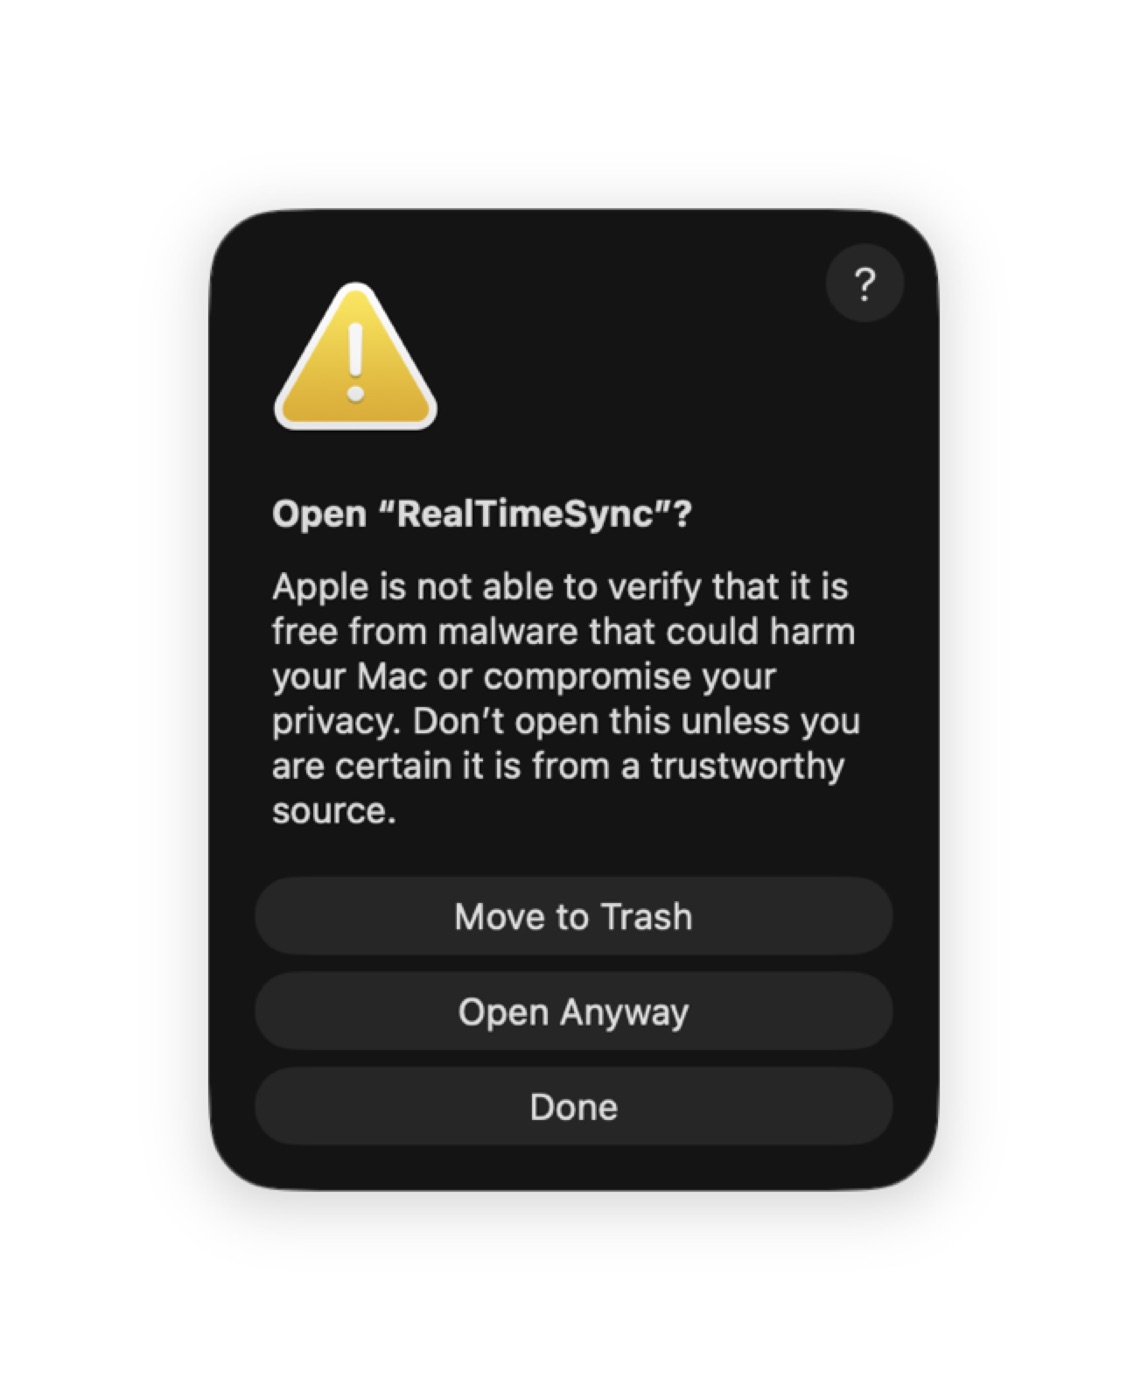 ?
Open “RealTimeSync”?
Apple is not able to verify that it is
free from malware that could harm
your Mac or compromise your
privacy. Don’t open this unless you
are certain it is from a trustworthy
source.
Move to Trash
Open Anyway
Done